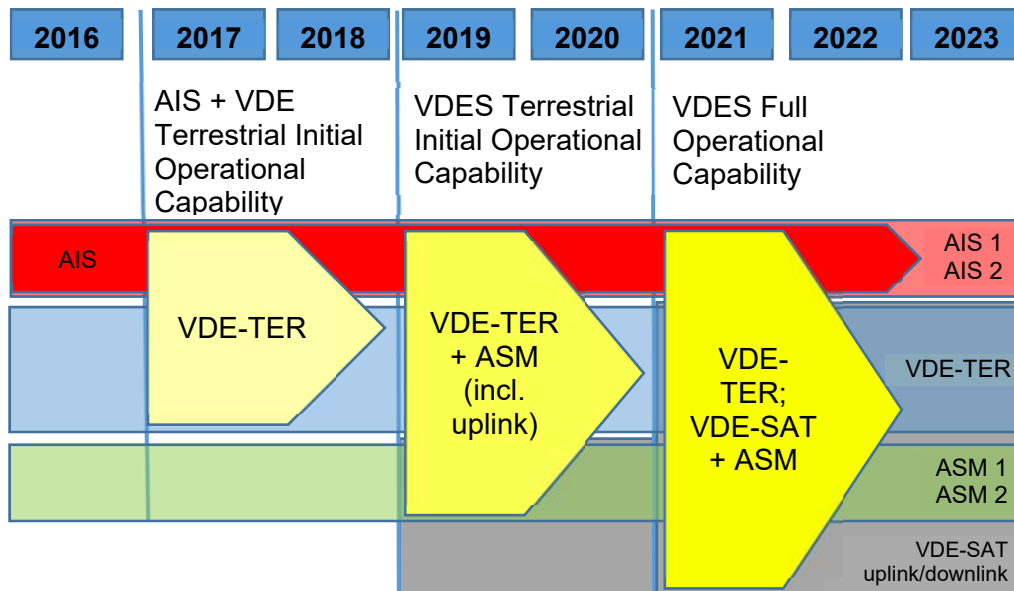 2016 2017 2018 2019 2020 2021 2022 2023
AIS + VDE
Terrestrial Initial
Operational
Capability
VDES Terrestrial
Initial Operational
Capability
VDES Full
Operational
Capability
AIS
AIS 1
AIS 2
VDE-TER
VDE-TER
+ ASM
(incl.
uplink)
VDE-
TER;
VDE-SAT
+ ASM
VDE-TER
ASM 1
ASM 2
VDE-SAT
uplink/downlink